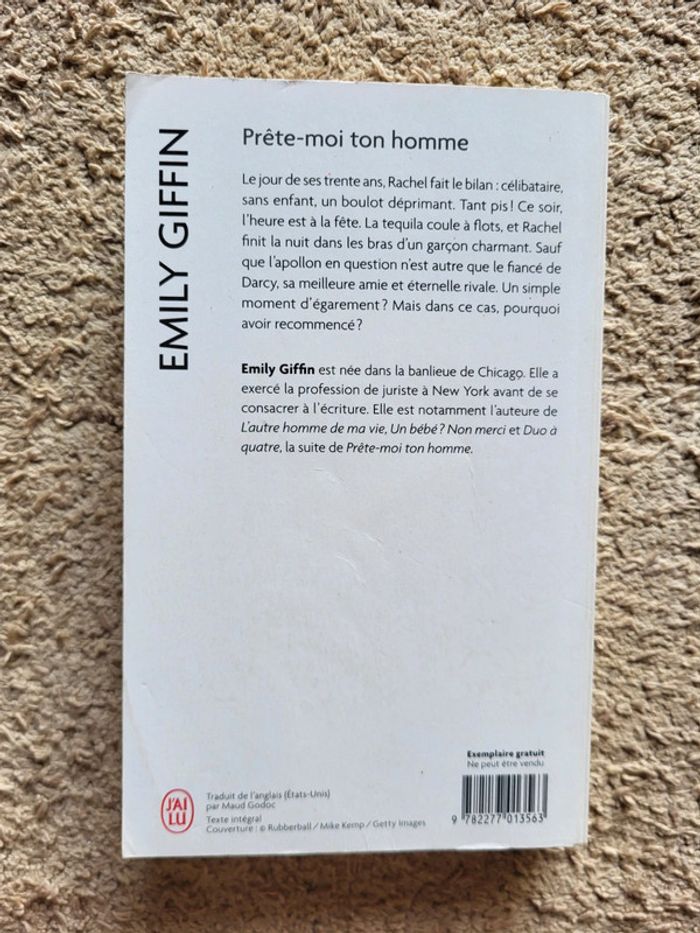 EMILY GIFFIN
Prête-moi ton homme
Le jour de ses trente ans, Rachel fait le bilan : célibataire,
sans enfant, un boulot déprimant. Tant pis ! Ce soir,
l'heure est à la fête. La tequila coule à flots, et Rachel
finit la nuit dans les bras d'un garçon charmant. Sauf
que l'apollon en question n'est autre que le fiancé de
Darcy, sa meilleure amie et éternelle rivale. Un simple
moment d'égarement ? Mais dans ce cas, pourquoi
avoir recommencé ?
Emily Giffin est née dans la banlieue de Chicago. Elle a
exercé la profession de juriste à New York avant de se
consacrer à l'écriture. Elle est notamment l'auteure de
L'autre homme de ma vie, Un bébé ? Non merci et Duo à
quatre, la suite de Prête-moi ton homme.
Exemplaire gratuit
Ne peut être vendu
J'AI
LU
Traduit de l'anglais (États-Unis)
par Maud Godoc
Texte intégral
Couverture : © Rubberball / Mike Kemp / Getty Images
9 782277 013563